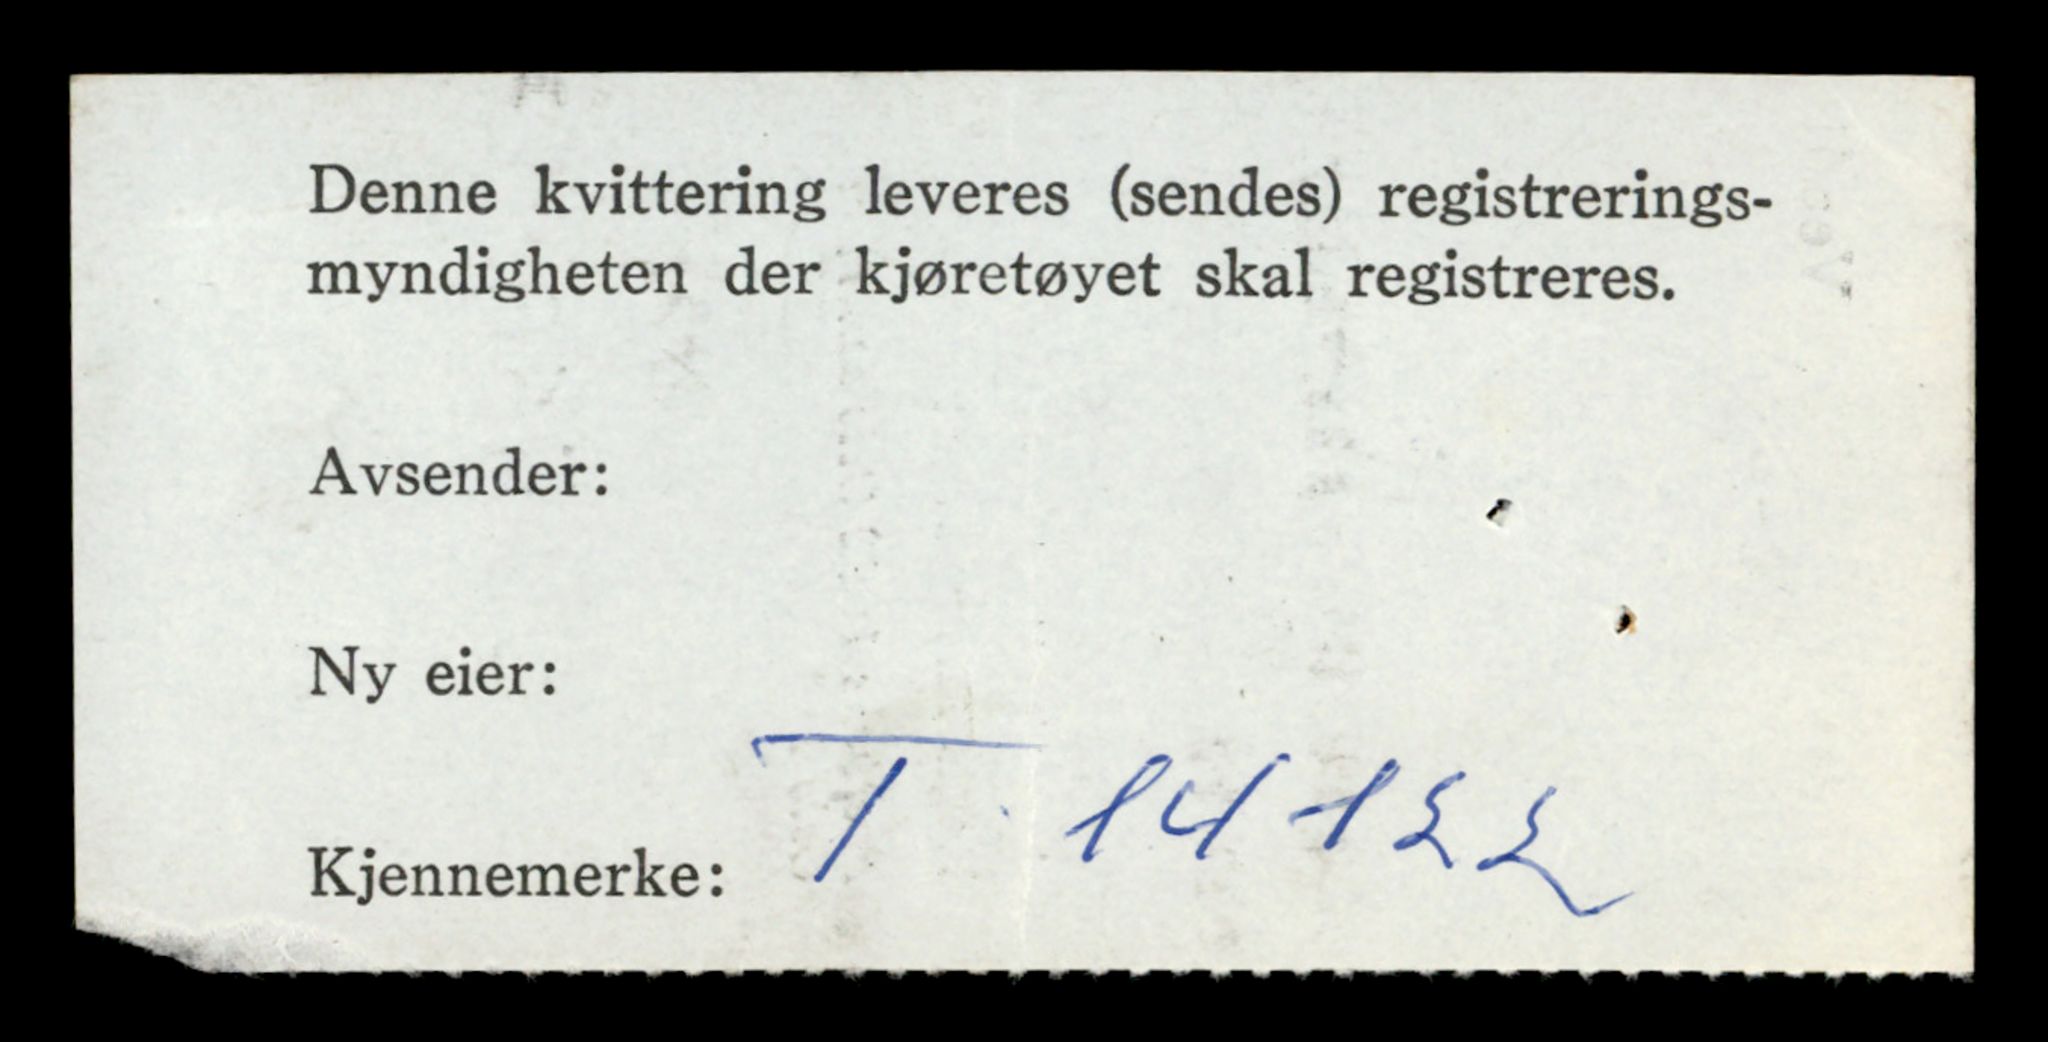 Denne kvittering leveres (sendes) registrerings-
myndigheten der kjøretøyet skal registreres.
Avsender:
Ny eier:
Kjennemerke: T 14122